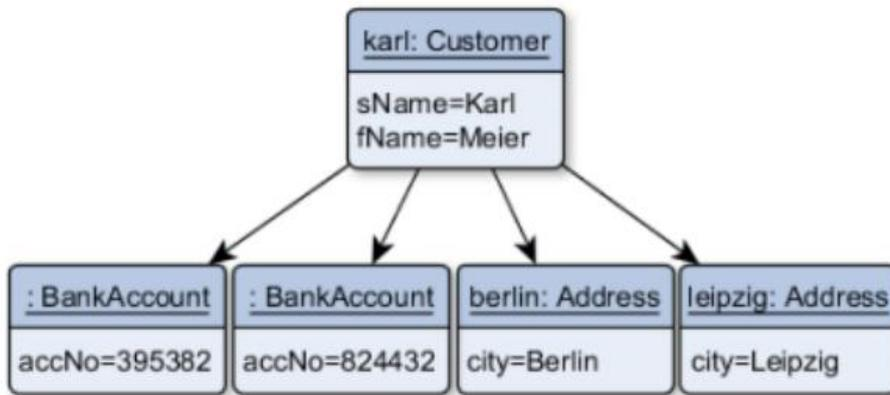 karl: Customer
sName=Karl
fName=Meier
: BankAccount
accNo=395382
: BankAccount
accNo=824432
berlin: Address
city=Berlin
leipzig: Address
city=Leipzig